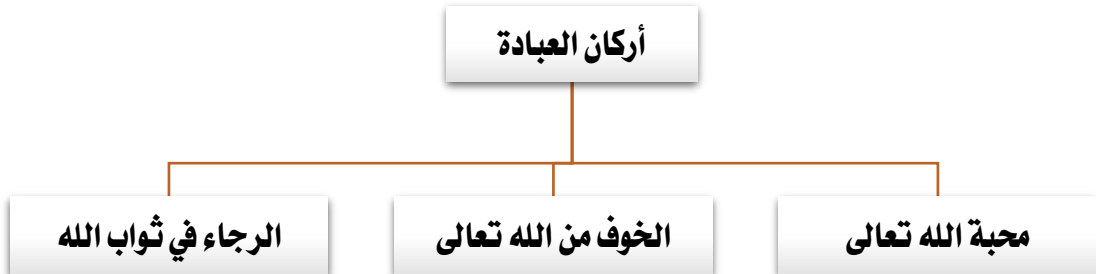 أركان العبادة
محبة الله تعالى
الخوف من الله تعالى
الرجاء في ثواب الله